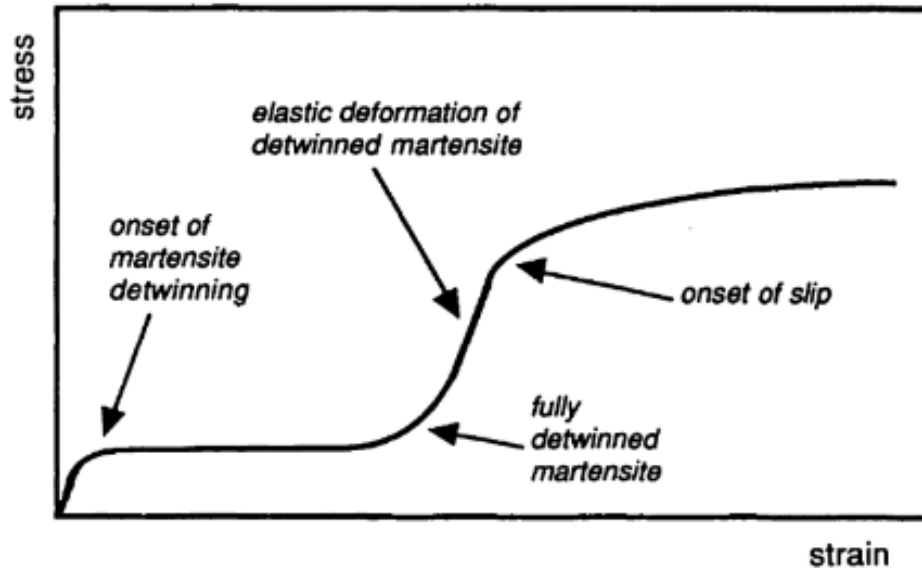 stress
elastic deformation of
detwinned martensite
onset of
martensite
detwinning
onset of slip
fully
detwinned
martensite
strain